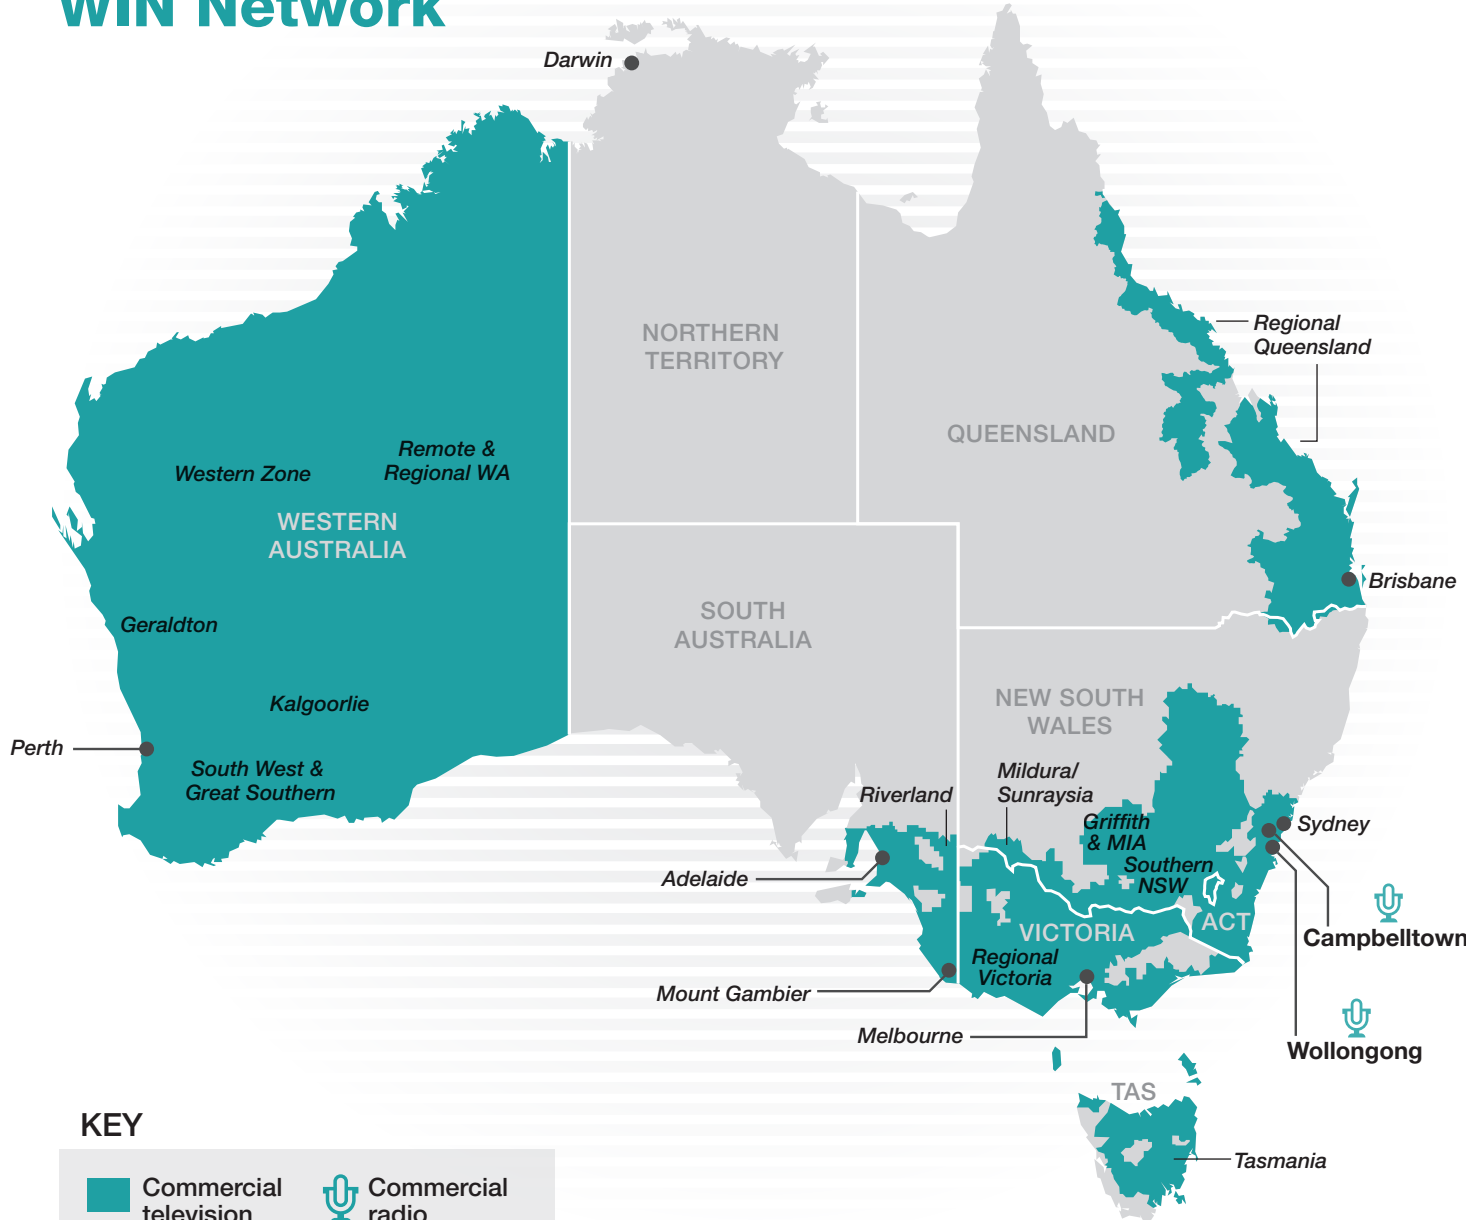 WIN Network
Darwin
NORTHERN
TERRITORY
Regional
Queensland
QUEENSLAND
Remote &
Regional WA
Western Zone
WESTERN
AUSTRALIA
Brisbane
SOUTH
AUSTRALIA
Geraldton
NEW SOUTH
WALES
Kalgoorlie
Perth
South West &
Great Southern
Mildura/
Sunraysia
Riverland
Griffith
& MIA
Sydney
Southern
NSW
Adelaide
ACT
VICTORIA
Campbelltown
Regional
Victoria
Mount Gambier
Melbourne
Wollongong
TAS
Tasmania
KEY
Commercial
television
Commercial
radio